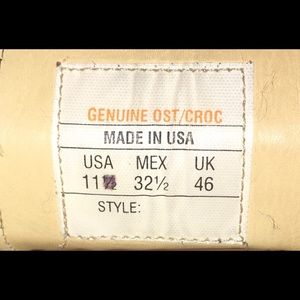 GENUINE OST/CROC
MADE IN USA
USA MEX UK
11½ 32½ 46
STYLE: